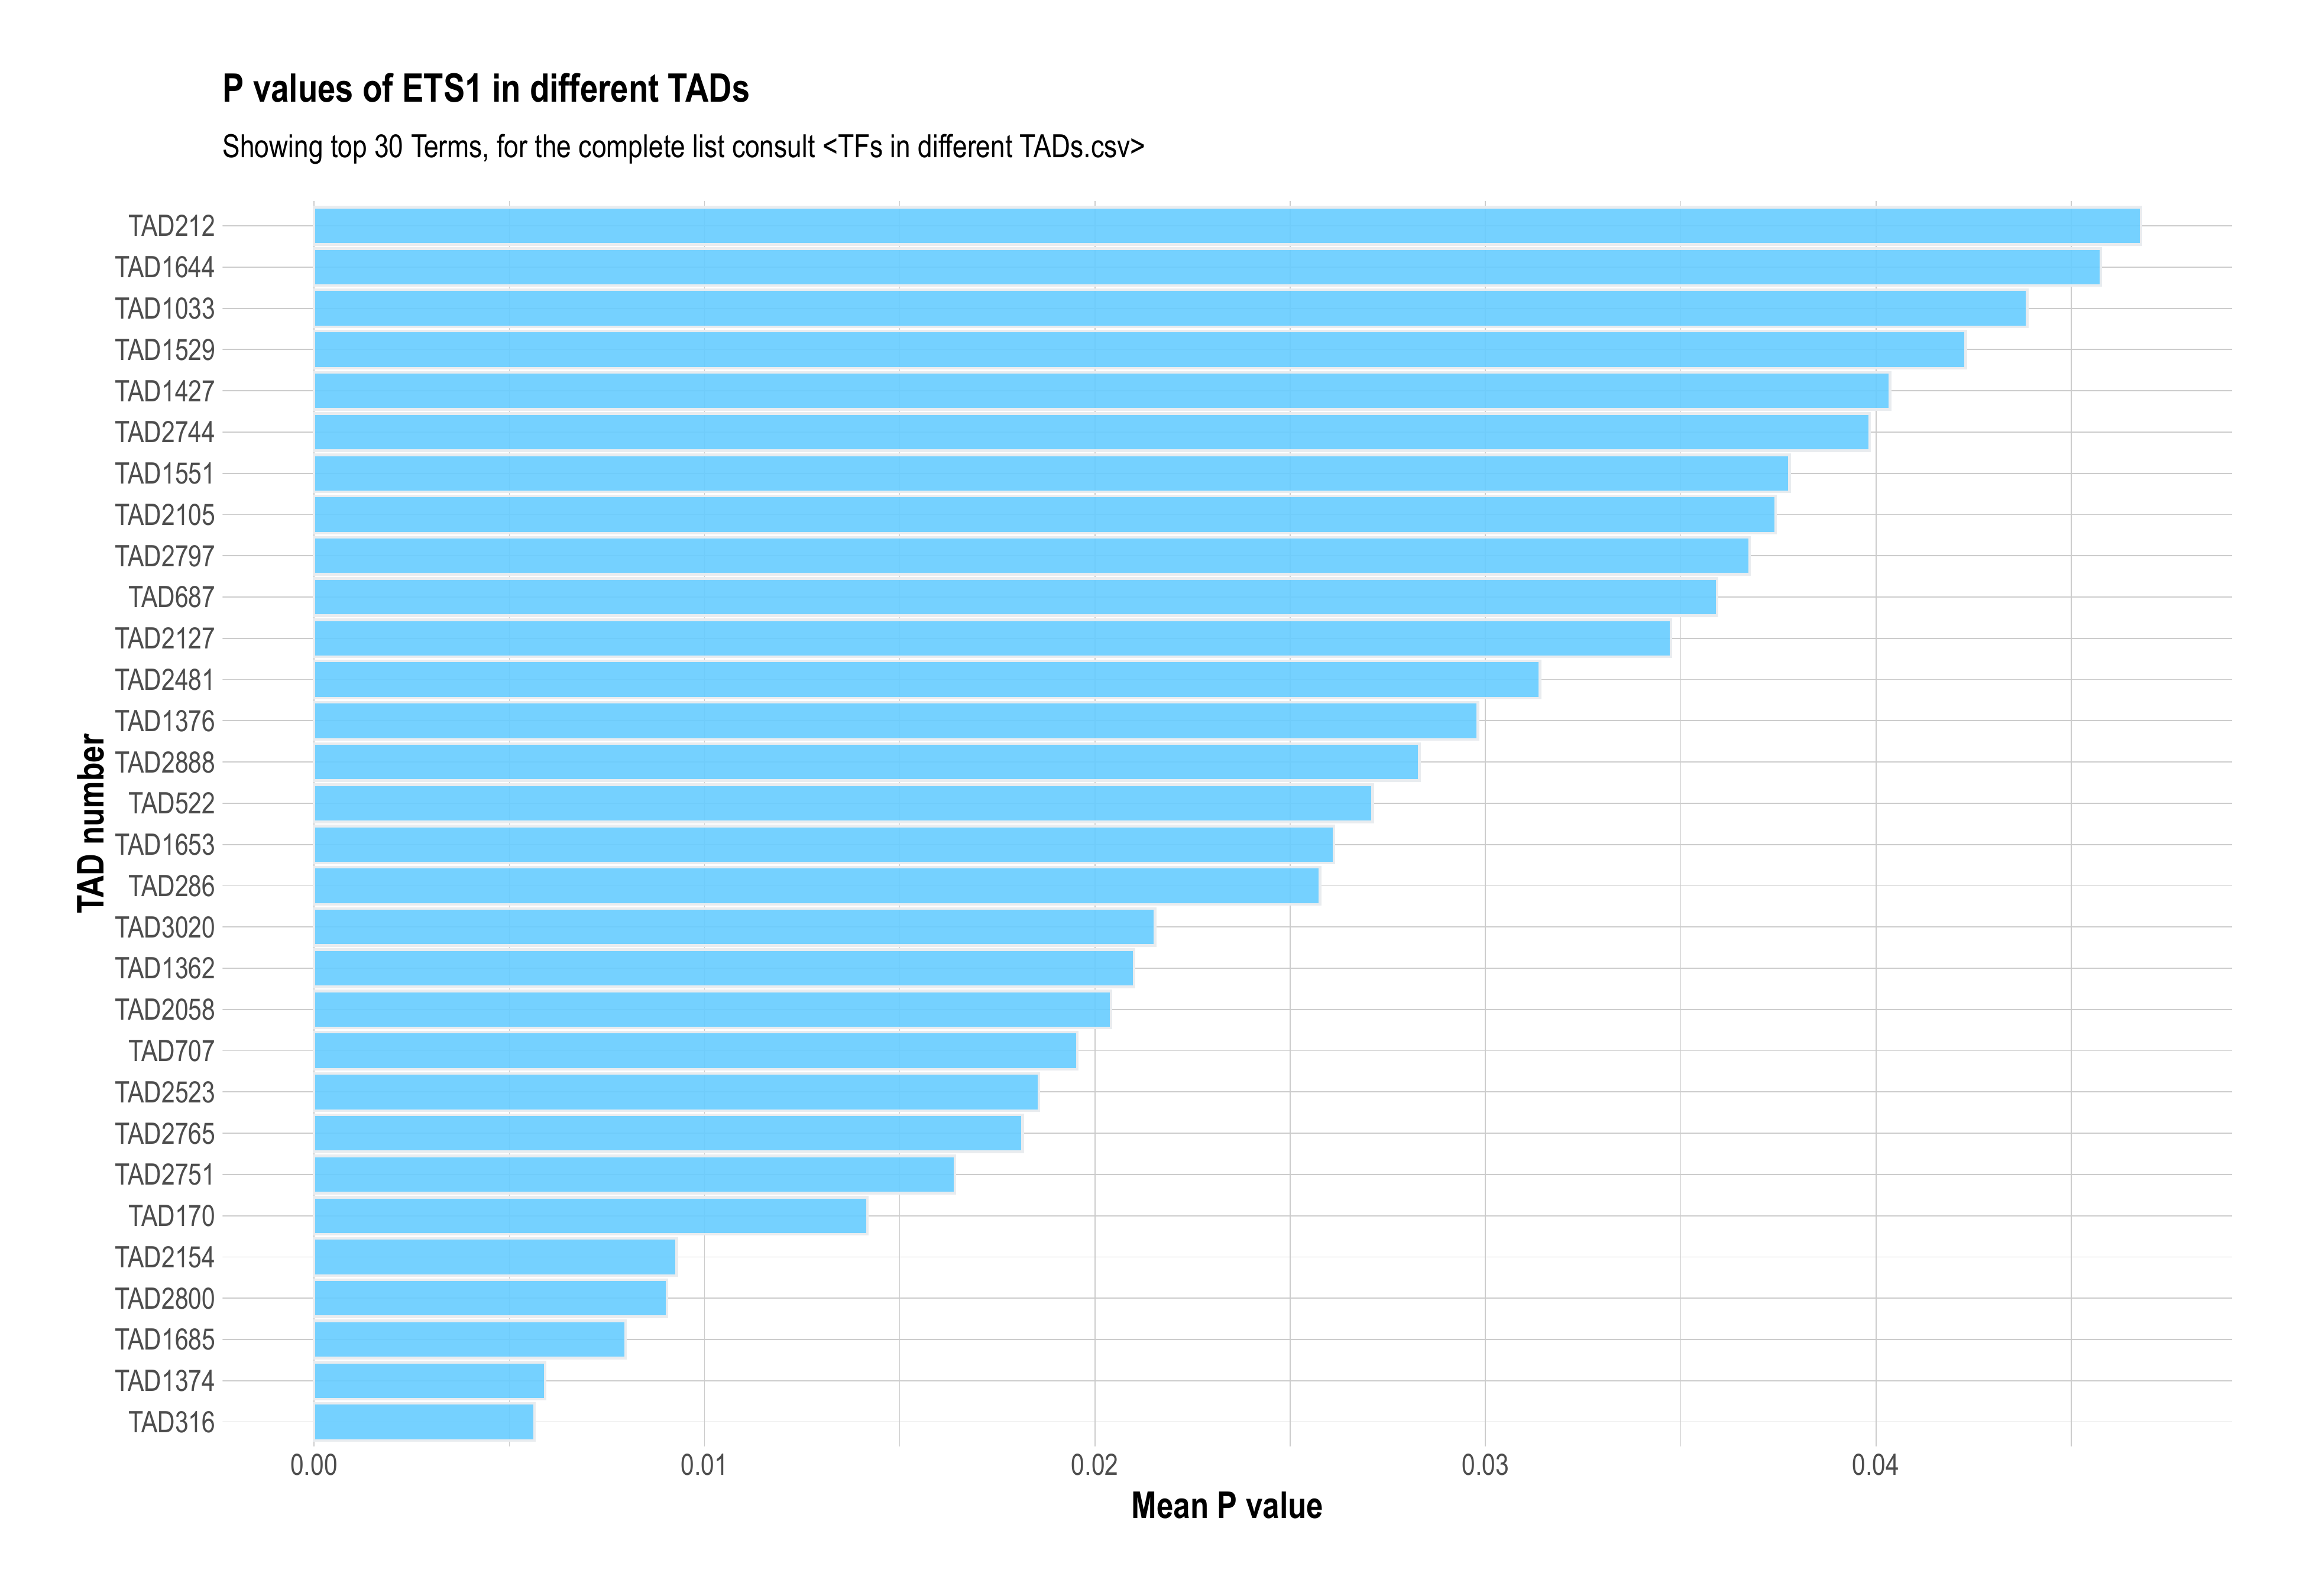 P values of ETS1 in different TADs
Showing top 30 Terms, for the complete list consult <TFs in different TADs.csv>
TAD number
TAD212
TAD1644
TAD1033
TAD1529
TAD1427
TAD2744
TAD1551
TAD2105
TAD2797
TAD687
TAD2127
TAD2481
TAD1376
TAD2888
TAD522
TAD1653
TAD286
TAD3020
TAD1362
TAD2058
TAD707
TAD2523
TAD2765
TAD2751
TAD170
TAD2154
TAD2800
TAD1685
TAD1374
TAD316
0.00 0.01 0.02 0.03 0.04
Mean P value